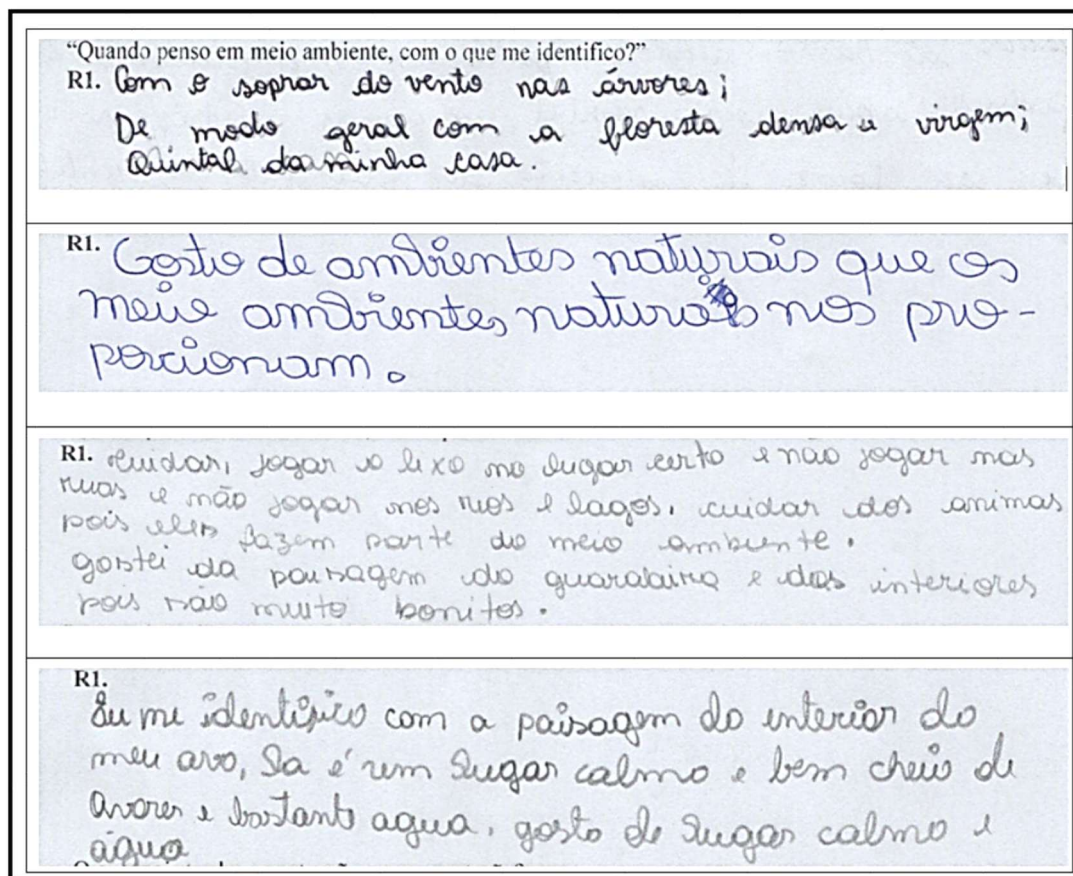 “Quando penso em meio ambiente, com o que me identifico?”
R1. Com o soprar do vento nas árvores;
De modo geral com a floresta densa e virgem;
Quintal da minha casa.
R1. Gosto de ambientes naturais que os
meus ambientes naturais nos pro-
porcionam.
R1. cuidar, jogar o lixo no lugar certo e não jogar nas
ruas e não jogar nos rios e lagos, cuidar dos animas
pois eles fazem parte do meio ambiente.
gostei da paisagem do e dos interiores
pois são muito bonitos.
R1.
Eu me identifico com a paisagem do interior do
meu avo, la é um lugar calmo e bem cheio de
avores e bastante agua, gosto de lugar calmo e
água